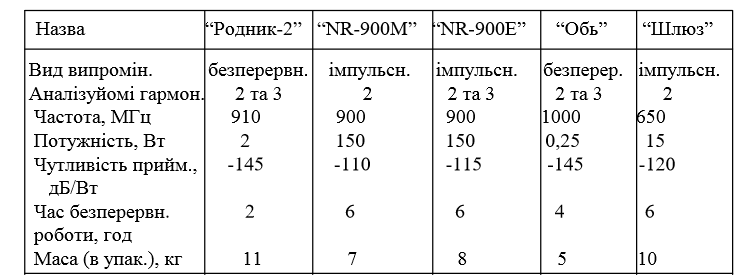 Назва “Родник-2” “NR-900M” “NR-900E” “Обь” “Шлюз”
Вид випромін. безперервн. імпульсн. імпульсн. безперер. імпульсн.
Аналізуйомі гармон. 2 та 3 2 2 та 3 2 та 3 2
Частота, МГц 910 900 900 1000 650
Потужність, Вт 2 150 150 0,25 15
Чутливість прийм., -145 -110 -115 -145 -120
дБ/Вт
Час безперервн. 2 6 6 4 6
роботи, год
Маса (в упак.), кг 11 7 8 5 10